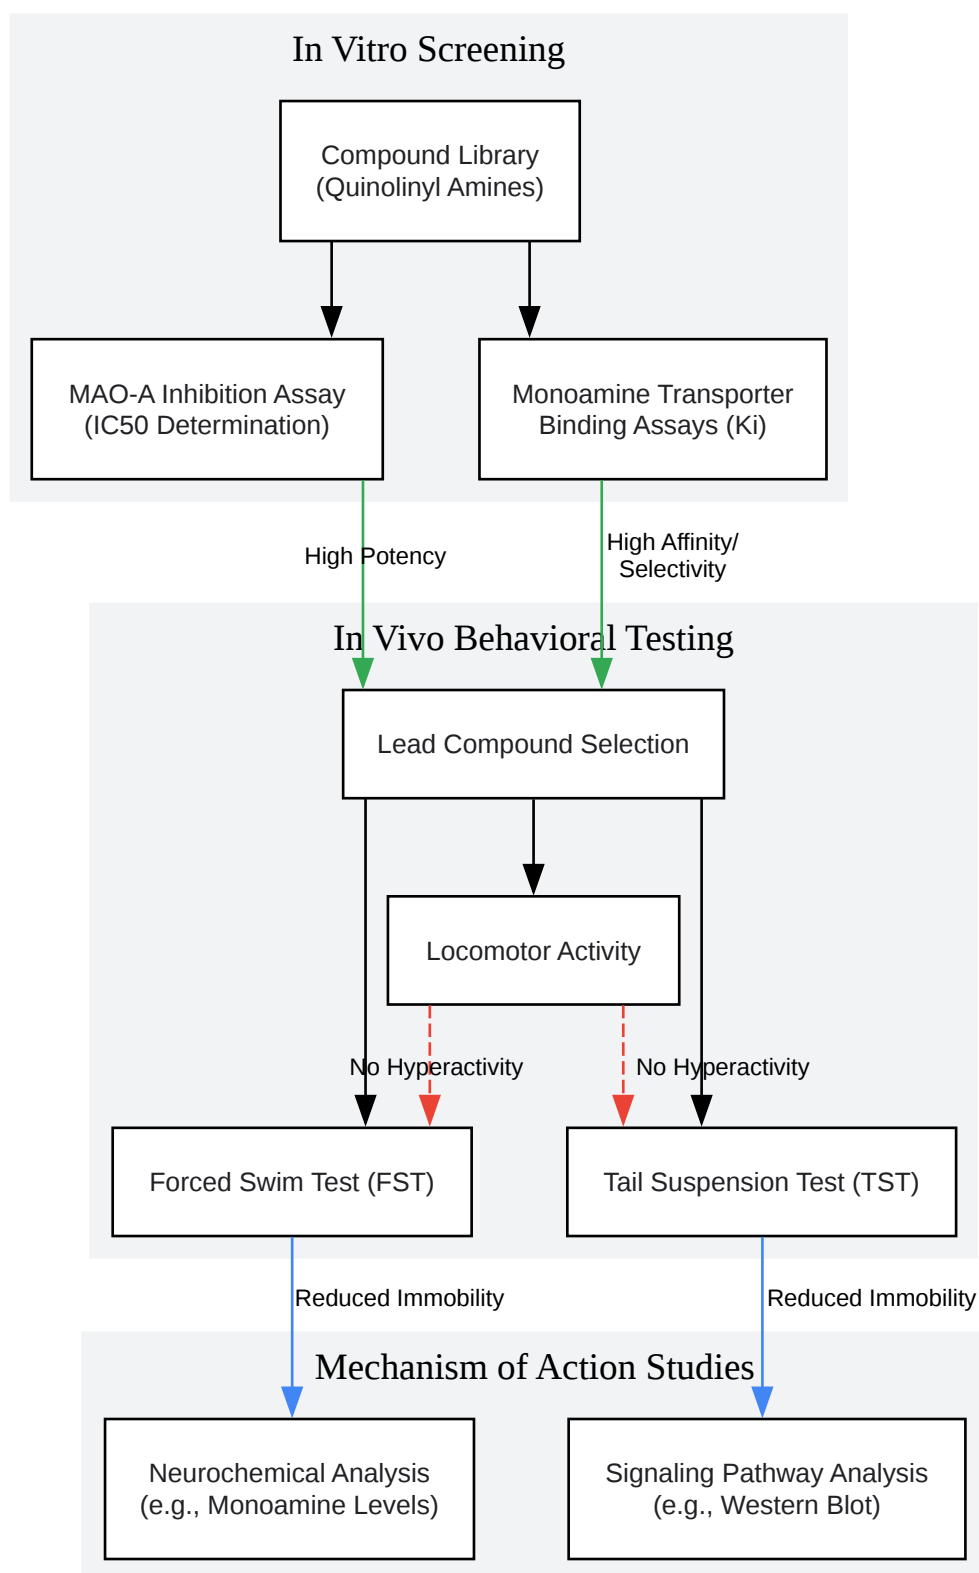 In Vitro Screening
Compound Library
(Quinolinyl Amines)
MAO-A Inhibition Assay
(IC50 Determination)
Monoamine Transporter
Binding Assays (Ki)
High Potency
High Affinity/
Selectivity
In Vivo Behavioral Testing
Lead Compound Selection
Locomotor Activity
No Hyperactivity
No Hyperactivity
Forced Swim Test (FST)
Tail Suspension Test (TST)
Reduced Immobility
Reduced Immobility
Mechanism of Action Studies
Neurochemical Analysis
(e.g., Monoamine Levels)
Signaling Pathway Analysis
(e.g., Western Blot)